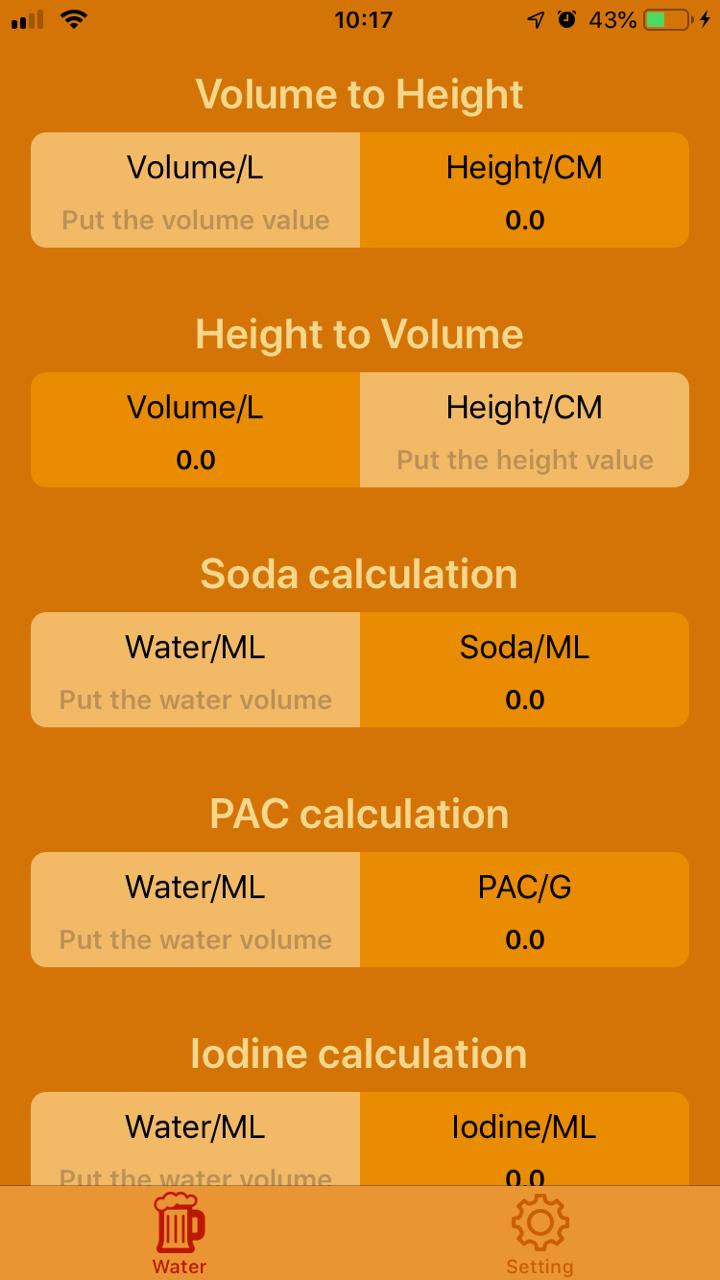 10:17
43%
Volume to Height
Volume/L
Height/CM
Put the volume value
0.0
Height to Volume
Volume/L
Height/CM
0.0
Put the height value
Soda calculation
Water/ML
Soda/ML
Put the water volume
0.0
PAC calculation
Water/ML
PAC/G
Put the water volume
0.0
Iodine calculation
Water/ML
Iodine/ML
Put the water volume
0.0
Water
Setting